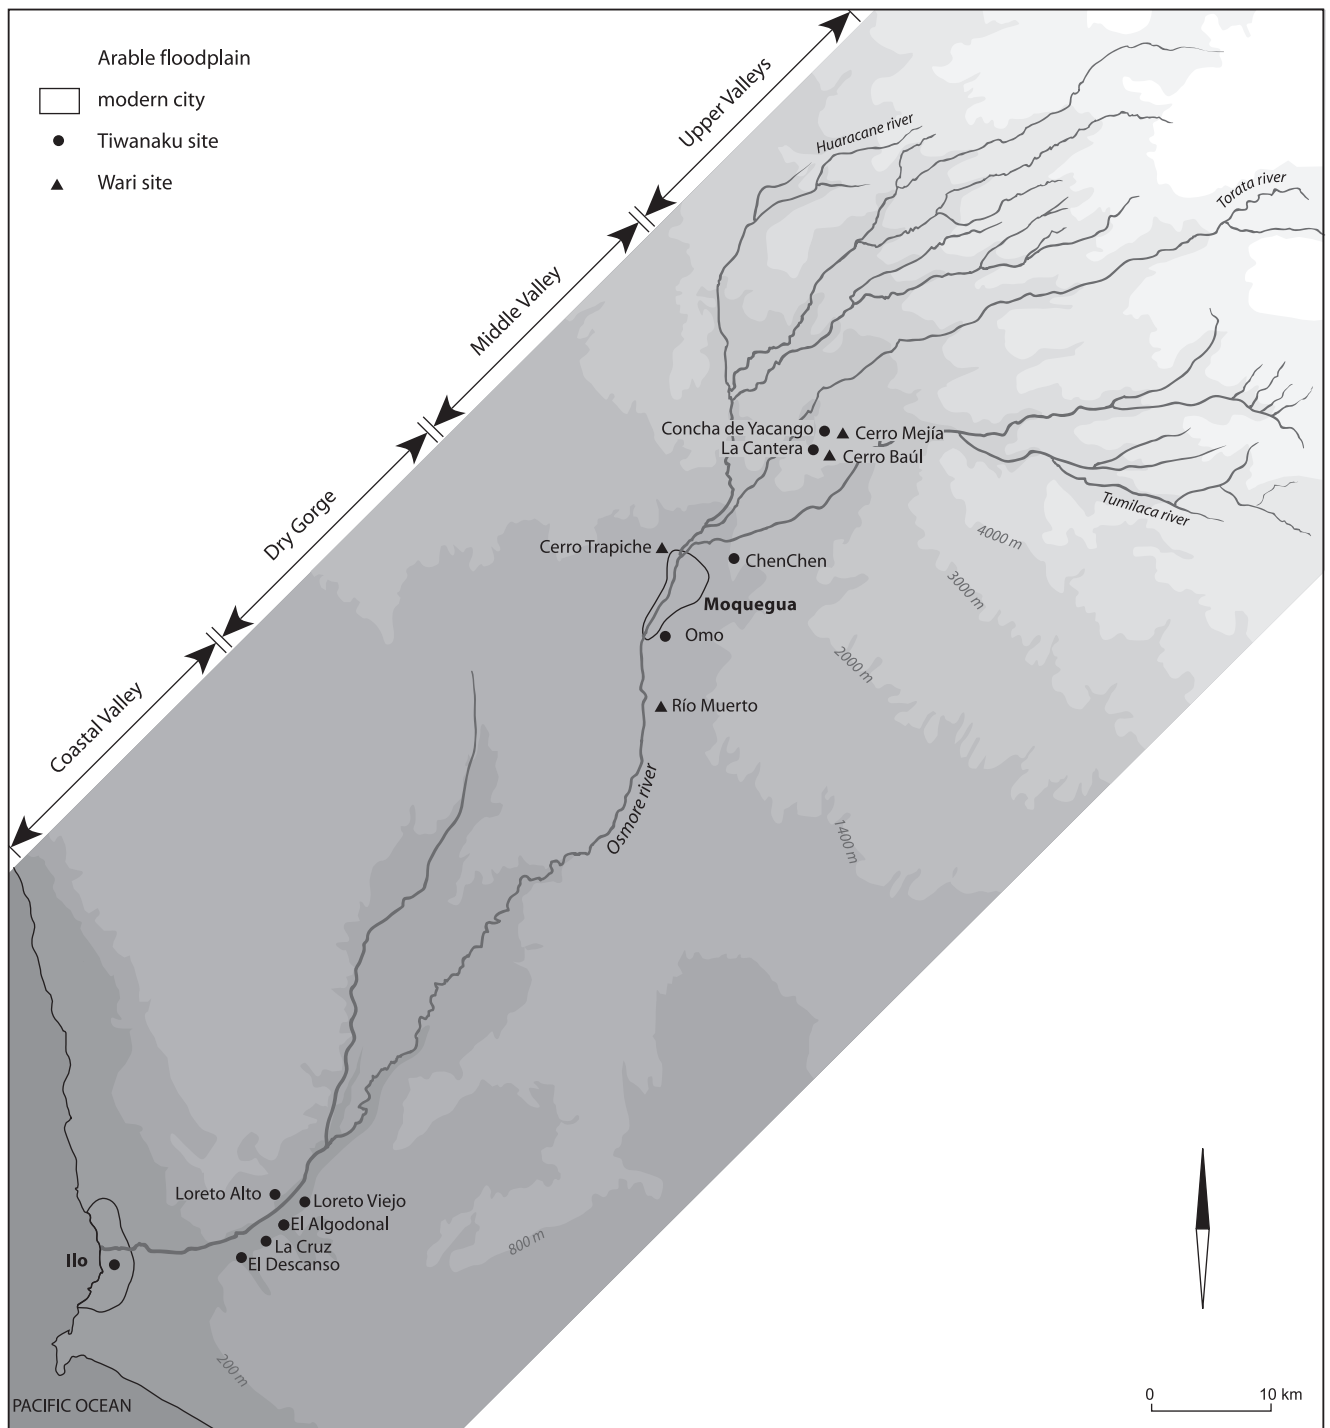 Arable floodplain
modern city
Tiwanaku site
Wari site
Upper Valleys
Middle Valley
Dry Gorge
Coastal Valley
Huaracane river
Torata river
Concha de Yacango
Cerro Mejía
La Cantera
Cerro Baúl
Tumilaca river
4000 m
Cerro Trapiche
ChenChen
3000 m
Moquegua
Omo
2000 m
Río Muerto
Osmore river
1400 m
Loreto Alto
Loreto Viejo
El Algodonal
La Cruz
El Descanso
800 m
Ilo
200 m
PACIFIC OCEAN
0 10 km